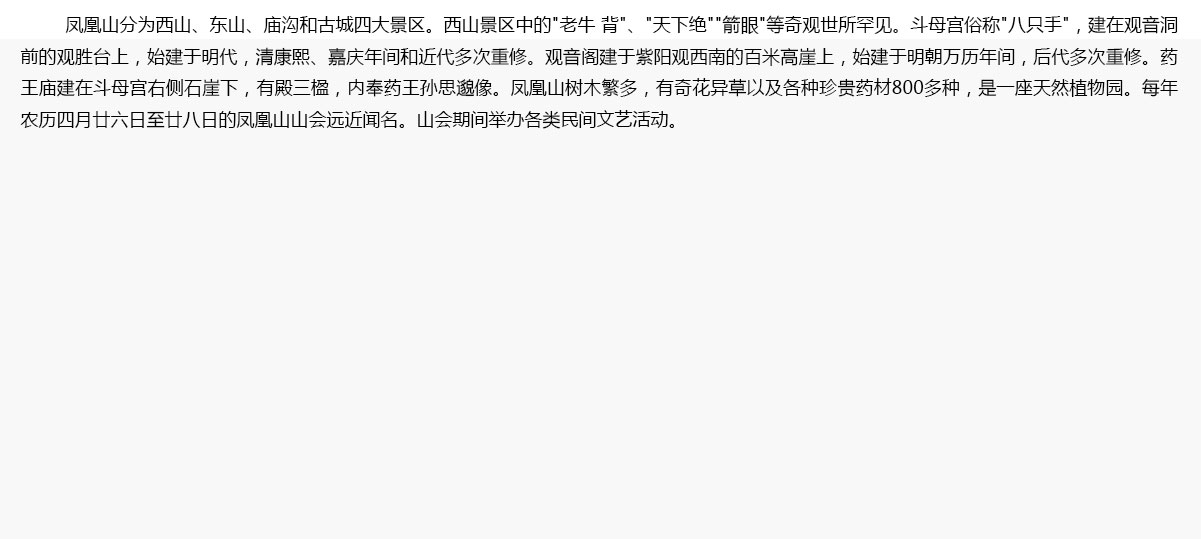 凤凰山分为西山、东山、庙沟和古城四大景区。西山景区中的"老牛 背"、"天下绝""箭眼"等奇观世所罕见。斗母宫俗称"八只手"，建在观音洞
前的观胜台上，始建于明代，清康熙、嘉庆年间和近代多次重修。观音阁建于紫阳观西南的百米高崖上，始建于明朝万历年间，后代多次重修。药
王庙建在斗母宫右侧石崖下，有殿三楹，内奉药王孙思邈像。凤凰山树木繁多，有奇花异草以及各种珍贵药材800多种，是一座天然植物园。每年
农历四月廿六日至廿八日的凤凰山山会远近闻名。山会期间举办各类民间文艺活动。